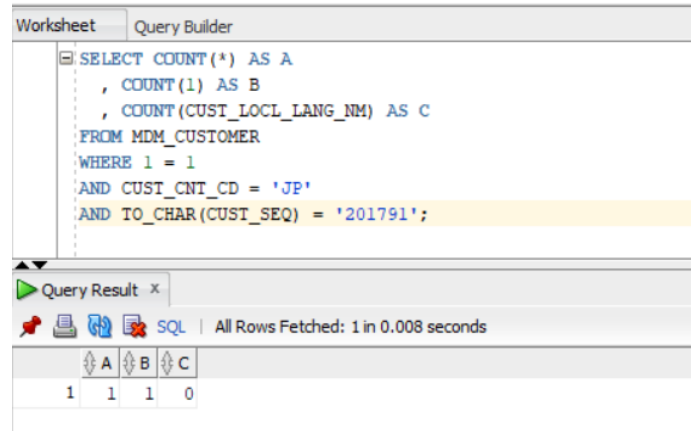 Worksheet Query Builder
SELECT COUNT(*) AS A
, COUNT(1) AS B
, COUNT(CUST_LOCL_LANG_NM) AS C
FROM MDM_CUSTOMER
WHERE 1 = 1
AND CUST_CNT_CD = 'JP'
AND TO_CHAR(CUST_SEQ) = '201791';
Query Result x
SQL | All Rows Fetched: 1 in 0.008 seconds
A B C
1 1 1 0